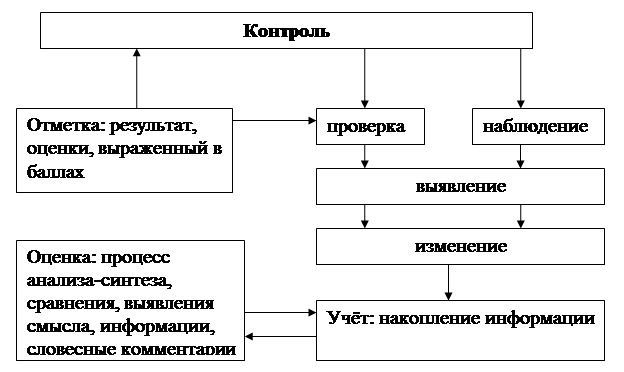 Контроль
Отметка: результат,
оценки, выраженный в
баллах
проверка
наблюдение
выявление
изменение
Оценка: процесс
анализа-синтеза,
сравнения, выявления
смысла, информации,
словесные комментарии
Учёт: накопление информации